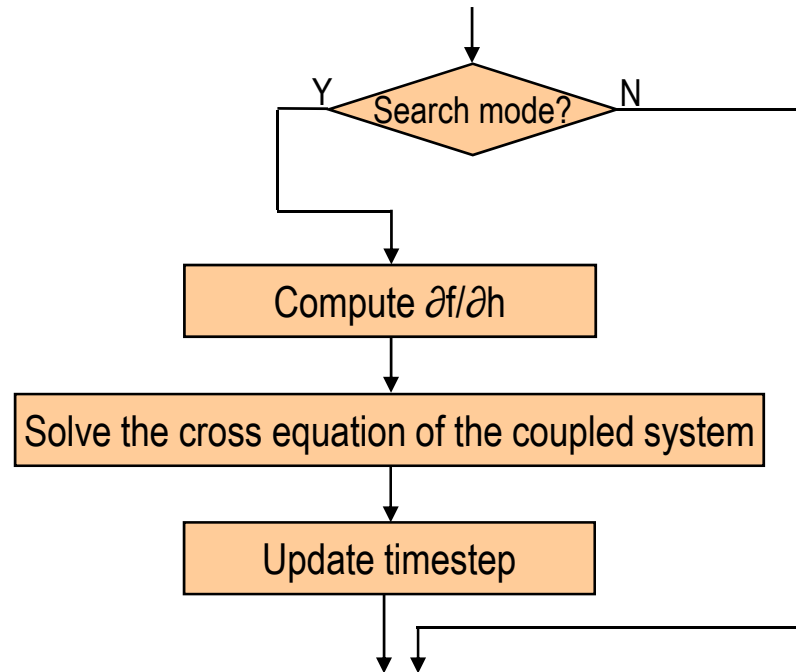 Y
Search mode?
N
Compute ∂f/∂h
Solve the cross equation of the coupled system
Update timestep